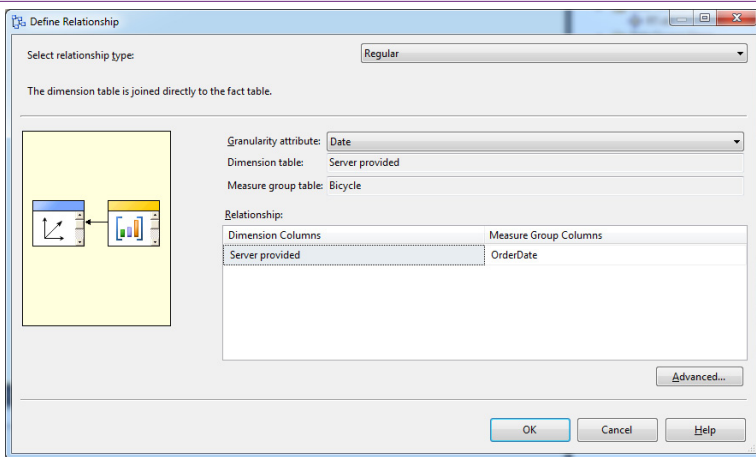 Define Relationship
Select relationship type: Regular
The dimension table is joined directly to the fact table.
Granularity attribute: Date
Dimension table: Server provided
Measure group table: Bicycle
Relationship:
Dimension Columns Measure Group Columns
Server provided OrderDate
Advanced...
OK Cancel Help